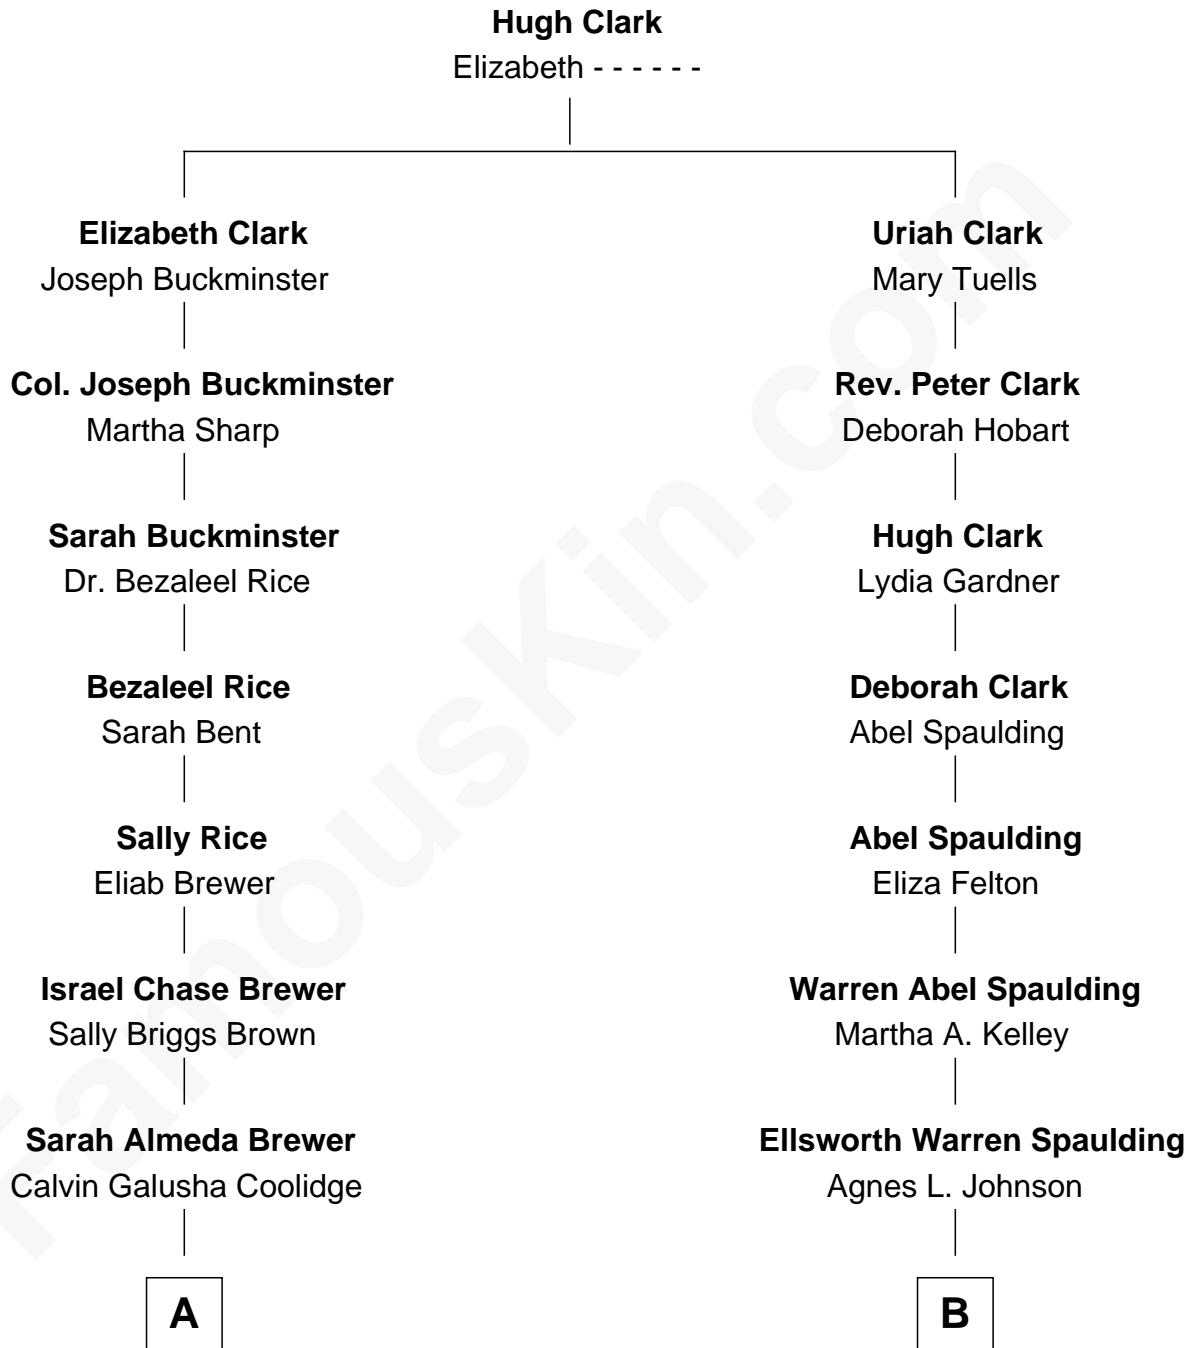 Hugh Clark
Elizabeth - - - - - -
Elizabeth Clark
Joseph Buckminster
Uriah Clark
Mary Tuells
Col. Joseph Buckminster
Martha Sharp
Rev. Peter Clark
Deborah Hobart
Sarah Buckminster
Dr. Bezaleel Rice
Hugh Clark
Lydia Gardner
Bezaleel Rice
Sarah Bent
Deborah Clark
Abel Spaulding
Sally Rice
Eliab Brewer
Abel Spaulding
Eliza Felton
Israel Chase Brewer
Sally Briggs Brown
Warren Abel Spaulding
Martha A. Kelley
Sarah Almeda Brewer
Calvin Galusha Coolidge
Ellsworth Warren Spaulding
Agnes L. Johnson
A
B
FamousKin.com